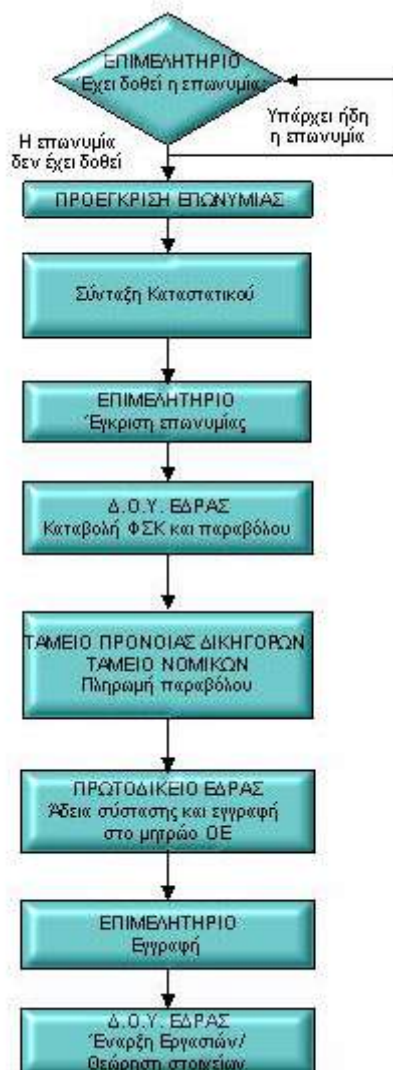 ΕΠΙΜΕΛΗΤΗΡΙΟ
Έχει δοθεί η επωνυμία;
Υπάρχει ήδη
η επωνυμία
Η επωνυμία
δεν έχει δοθεί
ΠΡΟΕΓΚΡΙΣΗ ΕΠΩΝΥΜΙΑΣ
Σύνταξη Καταστατικού
ΕΠΙΜΕΛΗΤΗΡΙΟ
Έγκριση επωνυμίας
Δ.Ο.Υ. ΕΔΡΑΣ
Καταβολή ΦΣΚ και παραβόλου
ΤΑΜΕΙΟ ΠΡΟΝΟΙΑΣ ΔΙΚΗΓΟΡΩΝ
ΤΑΜΕΙΟ ΝΟΜΙΚΩΝ
Πληρωμή παραβόλου
ΠΡΩΤΟΔΙΚΕΙΟ ΕΔΡΑΣ
Άδεια σύστασης και εγγραφή
στο μητρώο ΟΕ
ΕΠΙΜΕΛΗΤΗΡΙΟ
Εγγραφή
Δ.Ο.Υ. ΕΔΡΑΣ
Έναρξη Εργασιών/
Θεώρηση στοιχείων